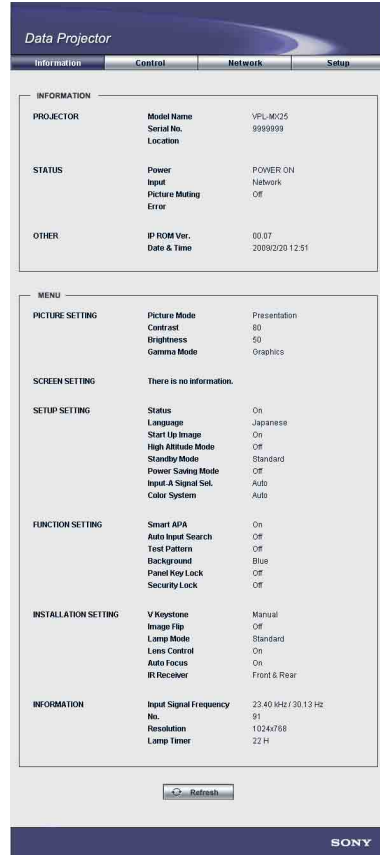 Data Projector
Information Control Network Setup
INFORMATION
PROJECTOR Model Name VPL-MX25
Serial No. 9999999
Location
STATUS Power POWER ON
Input Network
Picture Muting Off
Error
OTHER IP ROM Ver. 00.07
Date & Time 2009/2/20 12:51
MENU
PICTURE SETTING Picture Mode Presentation
Contrast 80
Brightness 50
Gamma Mode Graphics
SCREEN SETTING There is no information.
SETUP SETTING Status On
Language Japanese
Start Up Image On
High Altitude Mode Off
Standby Mode Standard
Power Saving Mode Off
Input-A Signal Sel. Auto
Color System Auto
FUNCTION SETTING Smart APA On
Auto Input Search Off
Test Pattern Off
Background Blue
Panel Key Lock Off
Security Lock Off
INSTALLATION SETTING V Keystone Manual
Image Flip Off
Lamp Mode Standard
Lens Control On
Auto Focus On
IR Receiver Front & Rear
INFORMATION Input Signal Frequency 23.40 kHz / 30.13 Hz
No. 91
Resolution 1024x768
Lamp Timer 22 H
Refresh
SONY